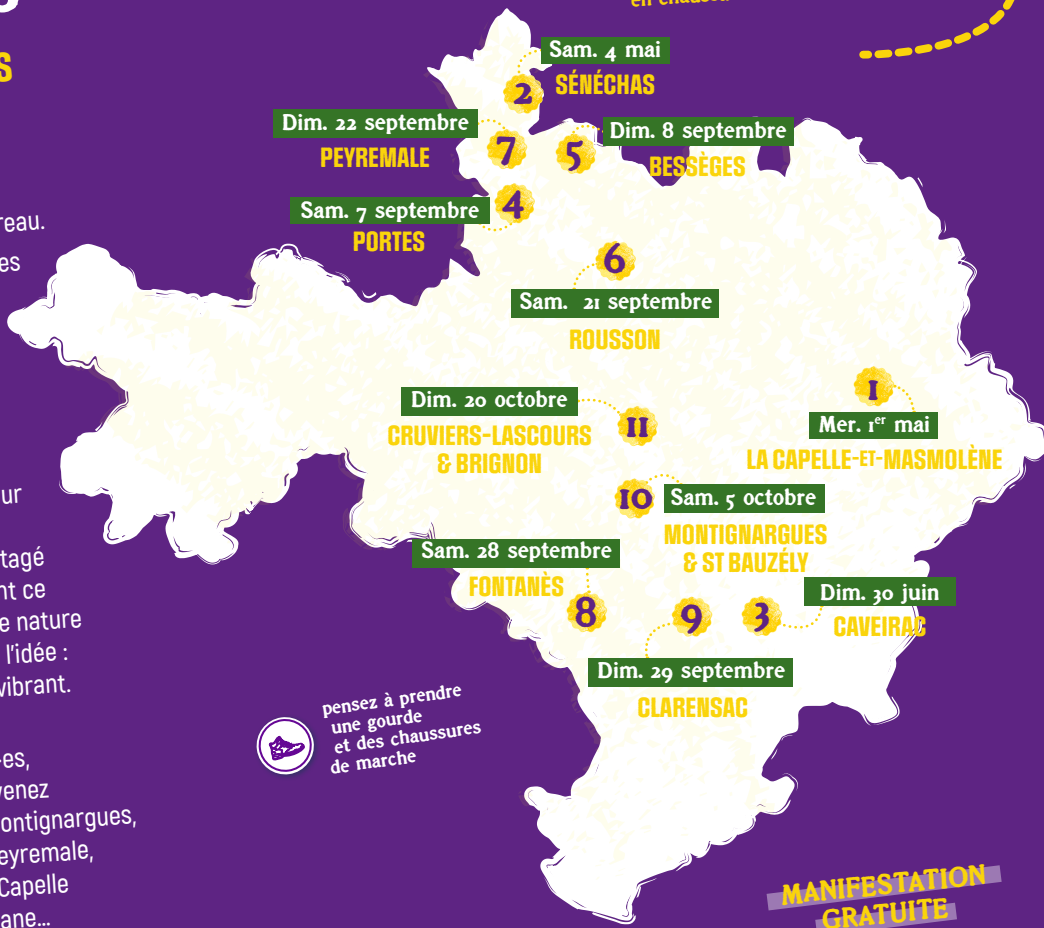 Sam. 4 mai
2
SÉNÉCHAS
Dim. 22 septembre
7
PEYREMALE
Dim. 8 septembre
5
BESSÈGES
Sam. 7 septembre
4
PORTES
6
Sam. 21 septembre
ROUSSON
1
Mer. 1er mai
LA CAPELLE-ET-MASMOLÈNE
Dim. 20 octobre
11
CRUVIERS-LASCOURS
& BRIGNON
10
Sam. 5 octobre
MONTIGNARGUES
& ST BAUZÉLY
Sam. 28 septembre
FONTANÈS
8
9
3
Dim. 30 juin
CAVEIRAC
Dim. 29 septembre
CLARENSAC
pensez à prendre
une gourde
et des chaussures
de marche
reau.
es
ur
tagé
nt ce
e nature
l'idée :
vibrant.
-es,
venez
ontignargues,
eyremale,
Capelle
ane...
MANIFESTATION
GRATUITE